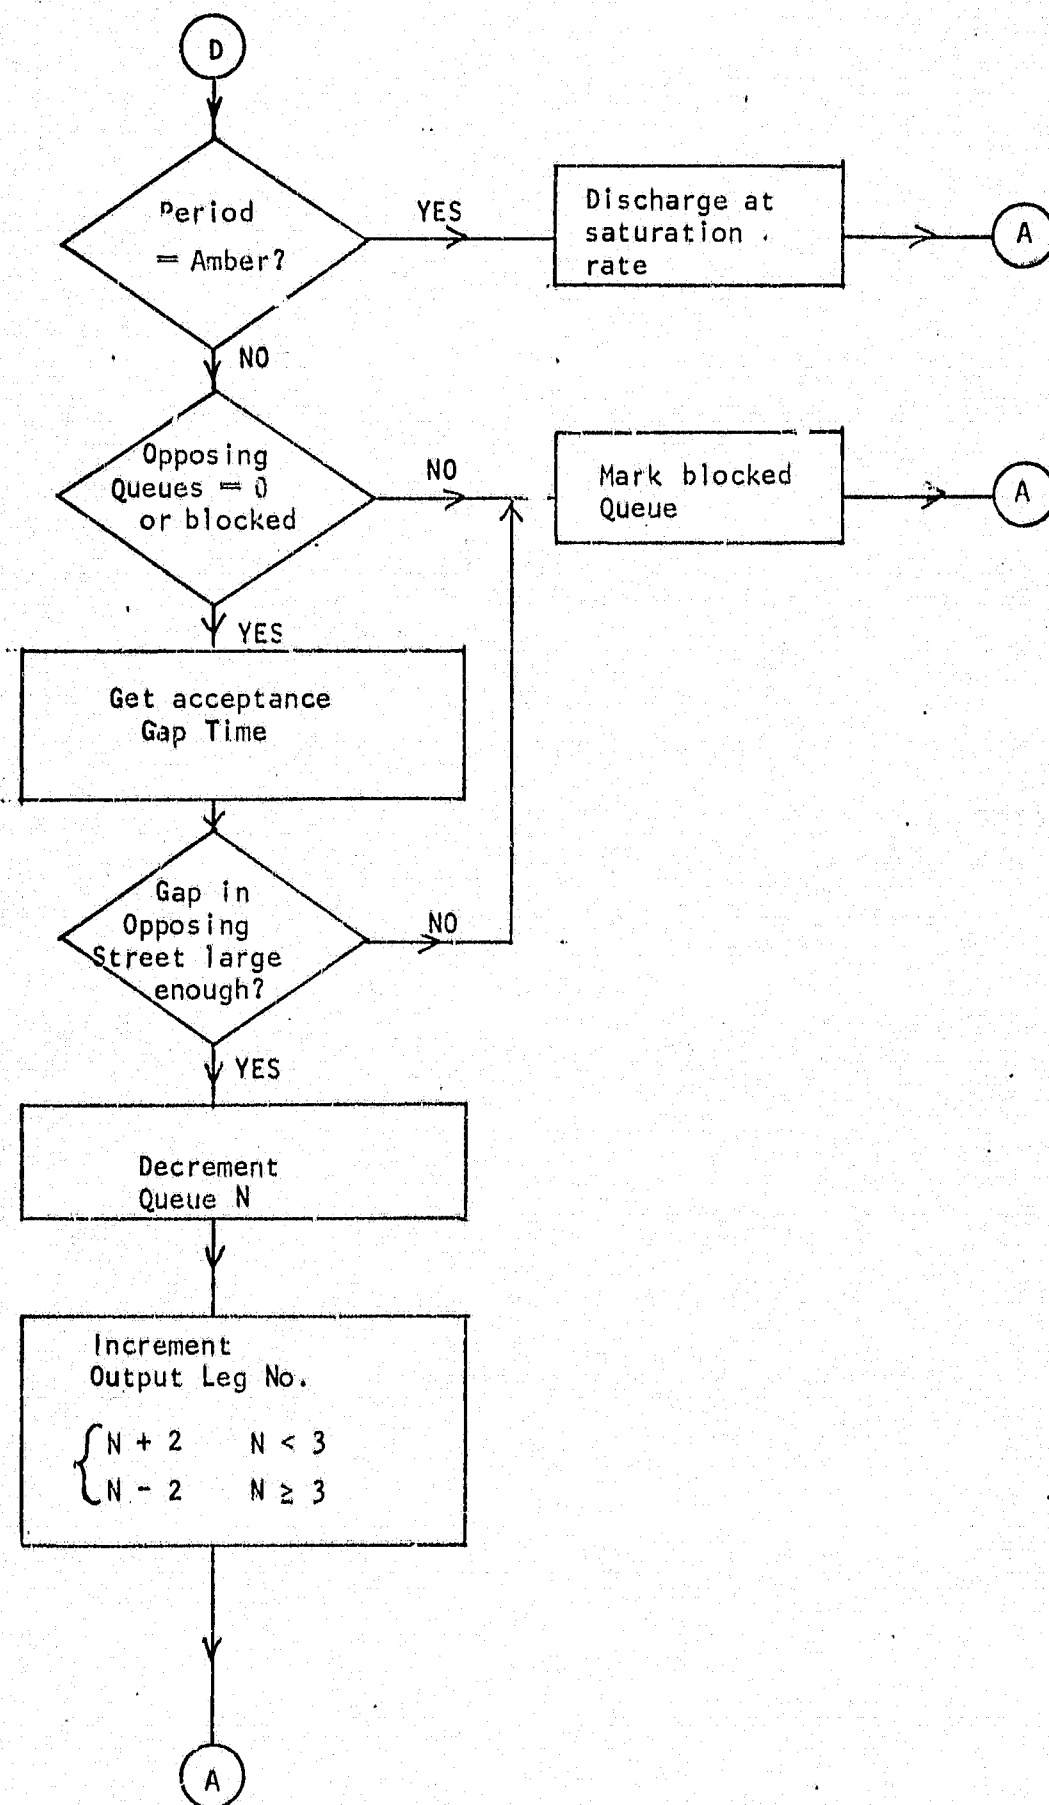 D
Period
= Amber?
YES
Discharge at
saturation
rate
A
NO
Opposing
Queues = 0
or blocked
NO
Mark blocked
Queue
A
YES
Get acceptance
Gap Time
Gap in
Opposing
Street large
enough?
NO
YES
Decrement
Queue N
Increment
Output Leg No.
N + 2 N < 3
N - 2 N ≥ 3
A